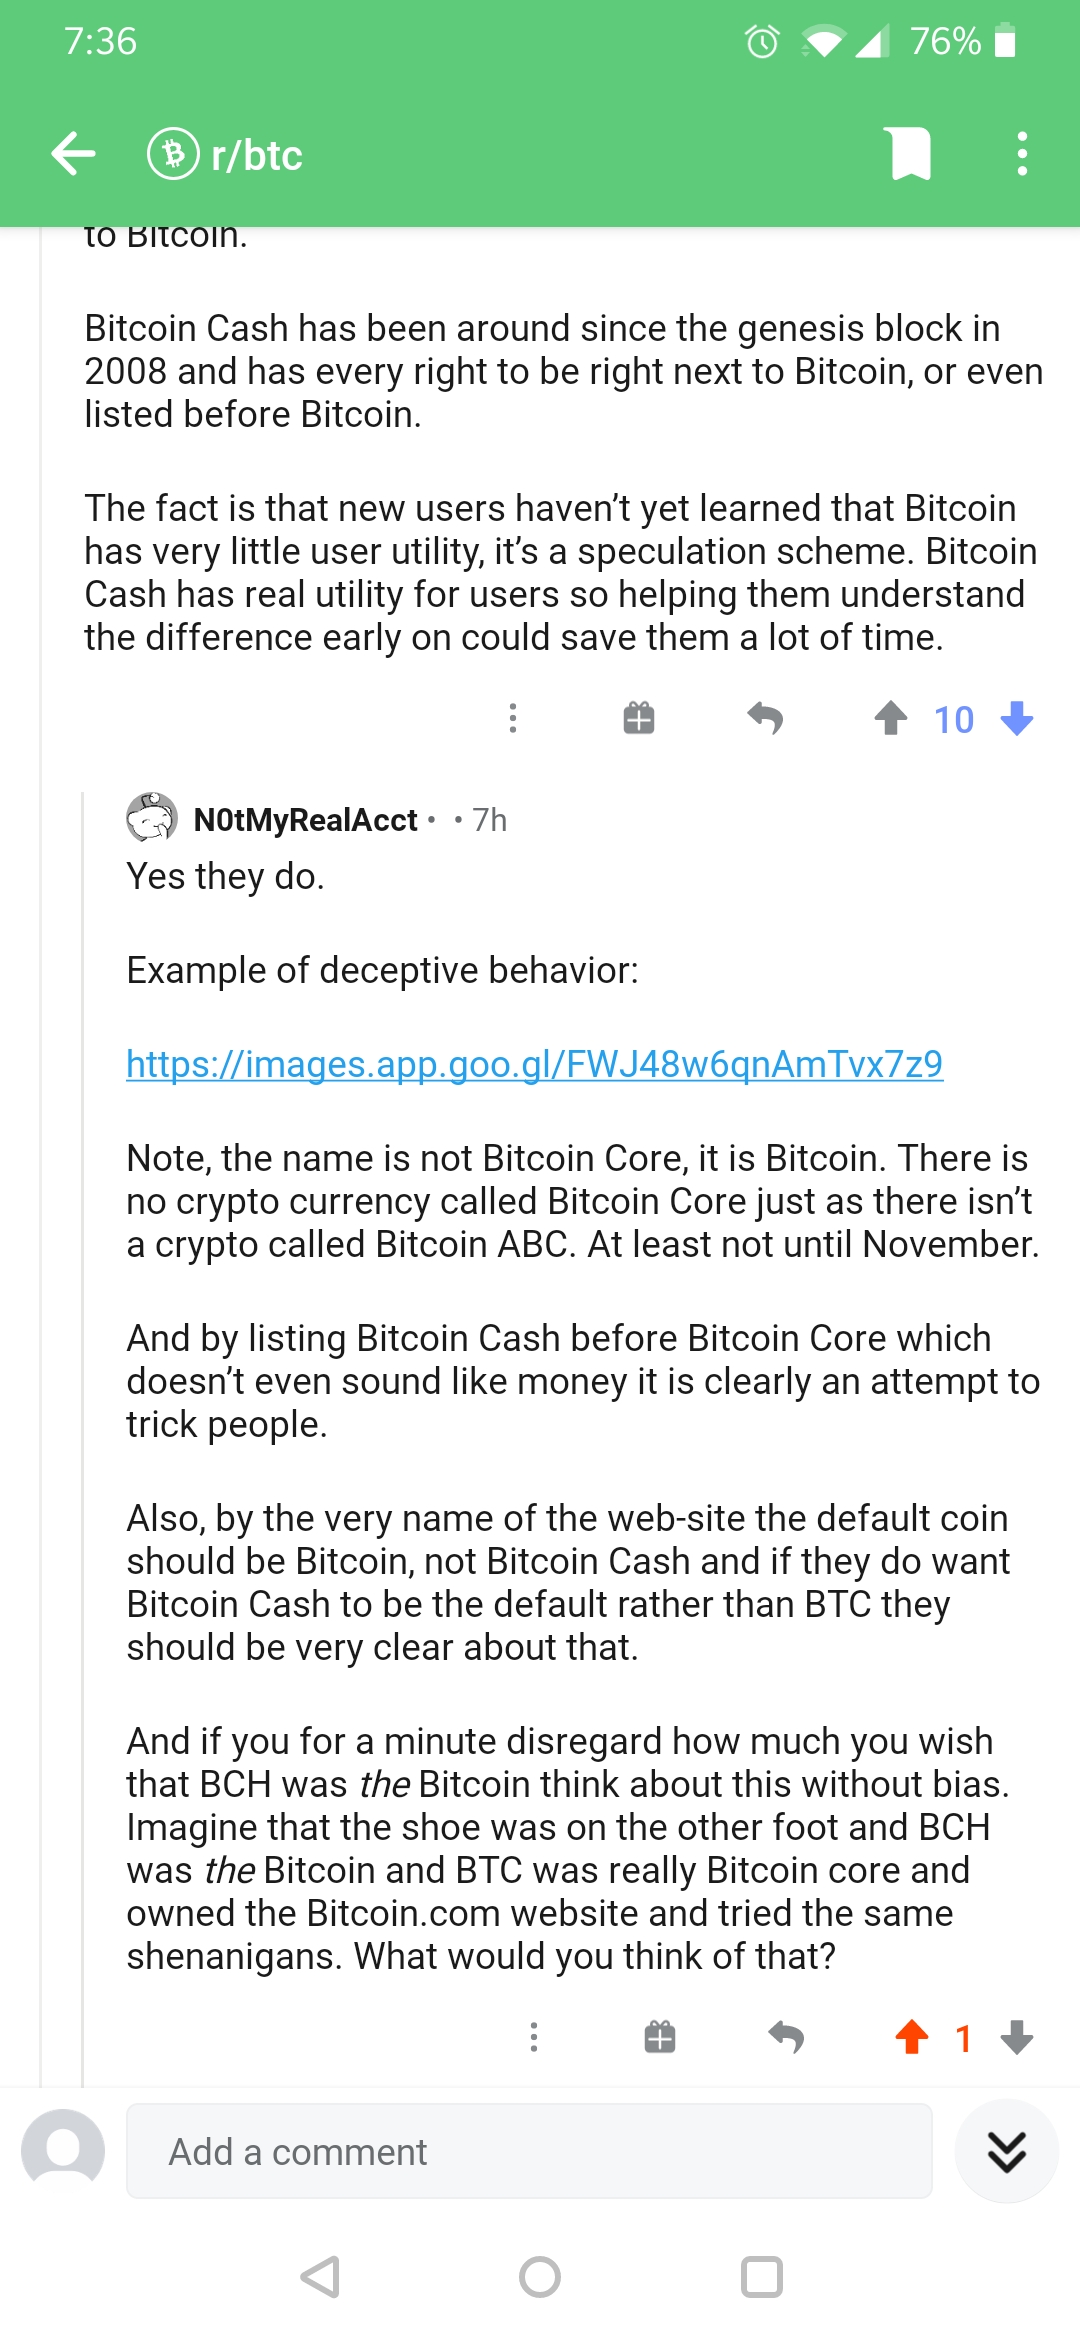 7:36
76%
r/btc
to Bitcoin.
Bitcoin Cash has been around since the genesis block in
2008 and has every right to be right next to Bitcoin, or even
listed before Bitcoin.
The fact is that new users haven’t yet learned that Bitcoin
has very little user utility, it’s a speculation scheme. Bitcoin
Cash has real utility for users so helping them understand
the difference early on could save them a lot of time.
10
N0tMyRealAcct • • 7h
Yes they do.
Example of deceptive behavior:
https://images.app.goo.gl/FWJ48w6qnAmTvx7z9
Note, the name is not Bitcoin Core, it is Bitcoin. There is
no crypto currency called Bitcoin Core just as there isn’t
a crypto called Bitcoin ABC. At least not until November.
And by listing Bitcoin Cash before Bitcoin Core which
doesn’t even sound like money it is clearly an attempt to
trick people.
Also, by the very name of the web-site the default coin
should be Bitcoin, not Bitcoin Cash and if they do want
Bitcoin Cash to be the default rather than BTC they
should be very clear about that.
And if you for a minute disregard how much you wish
that BCH was the Bitcoin think about this without bias.
Imagine that the shoe was on the other foot and BCH
was the Bitcoin and BTC was really Bitcoin core and
owned the Bitcoin.com website and tried the same
shenanigans. What would you think of that?
1
Add a comment